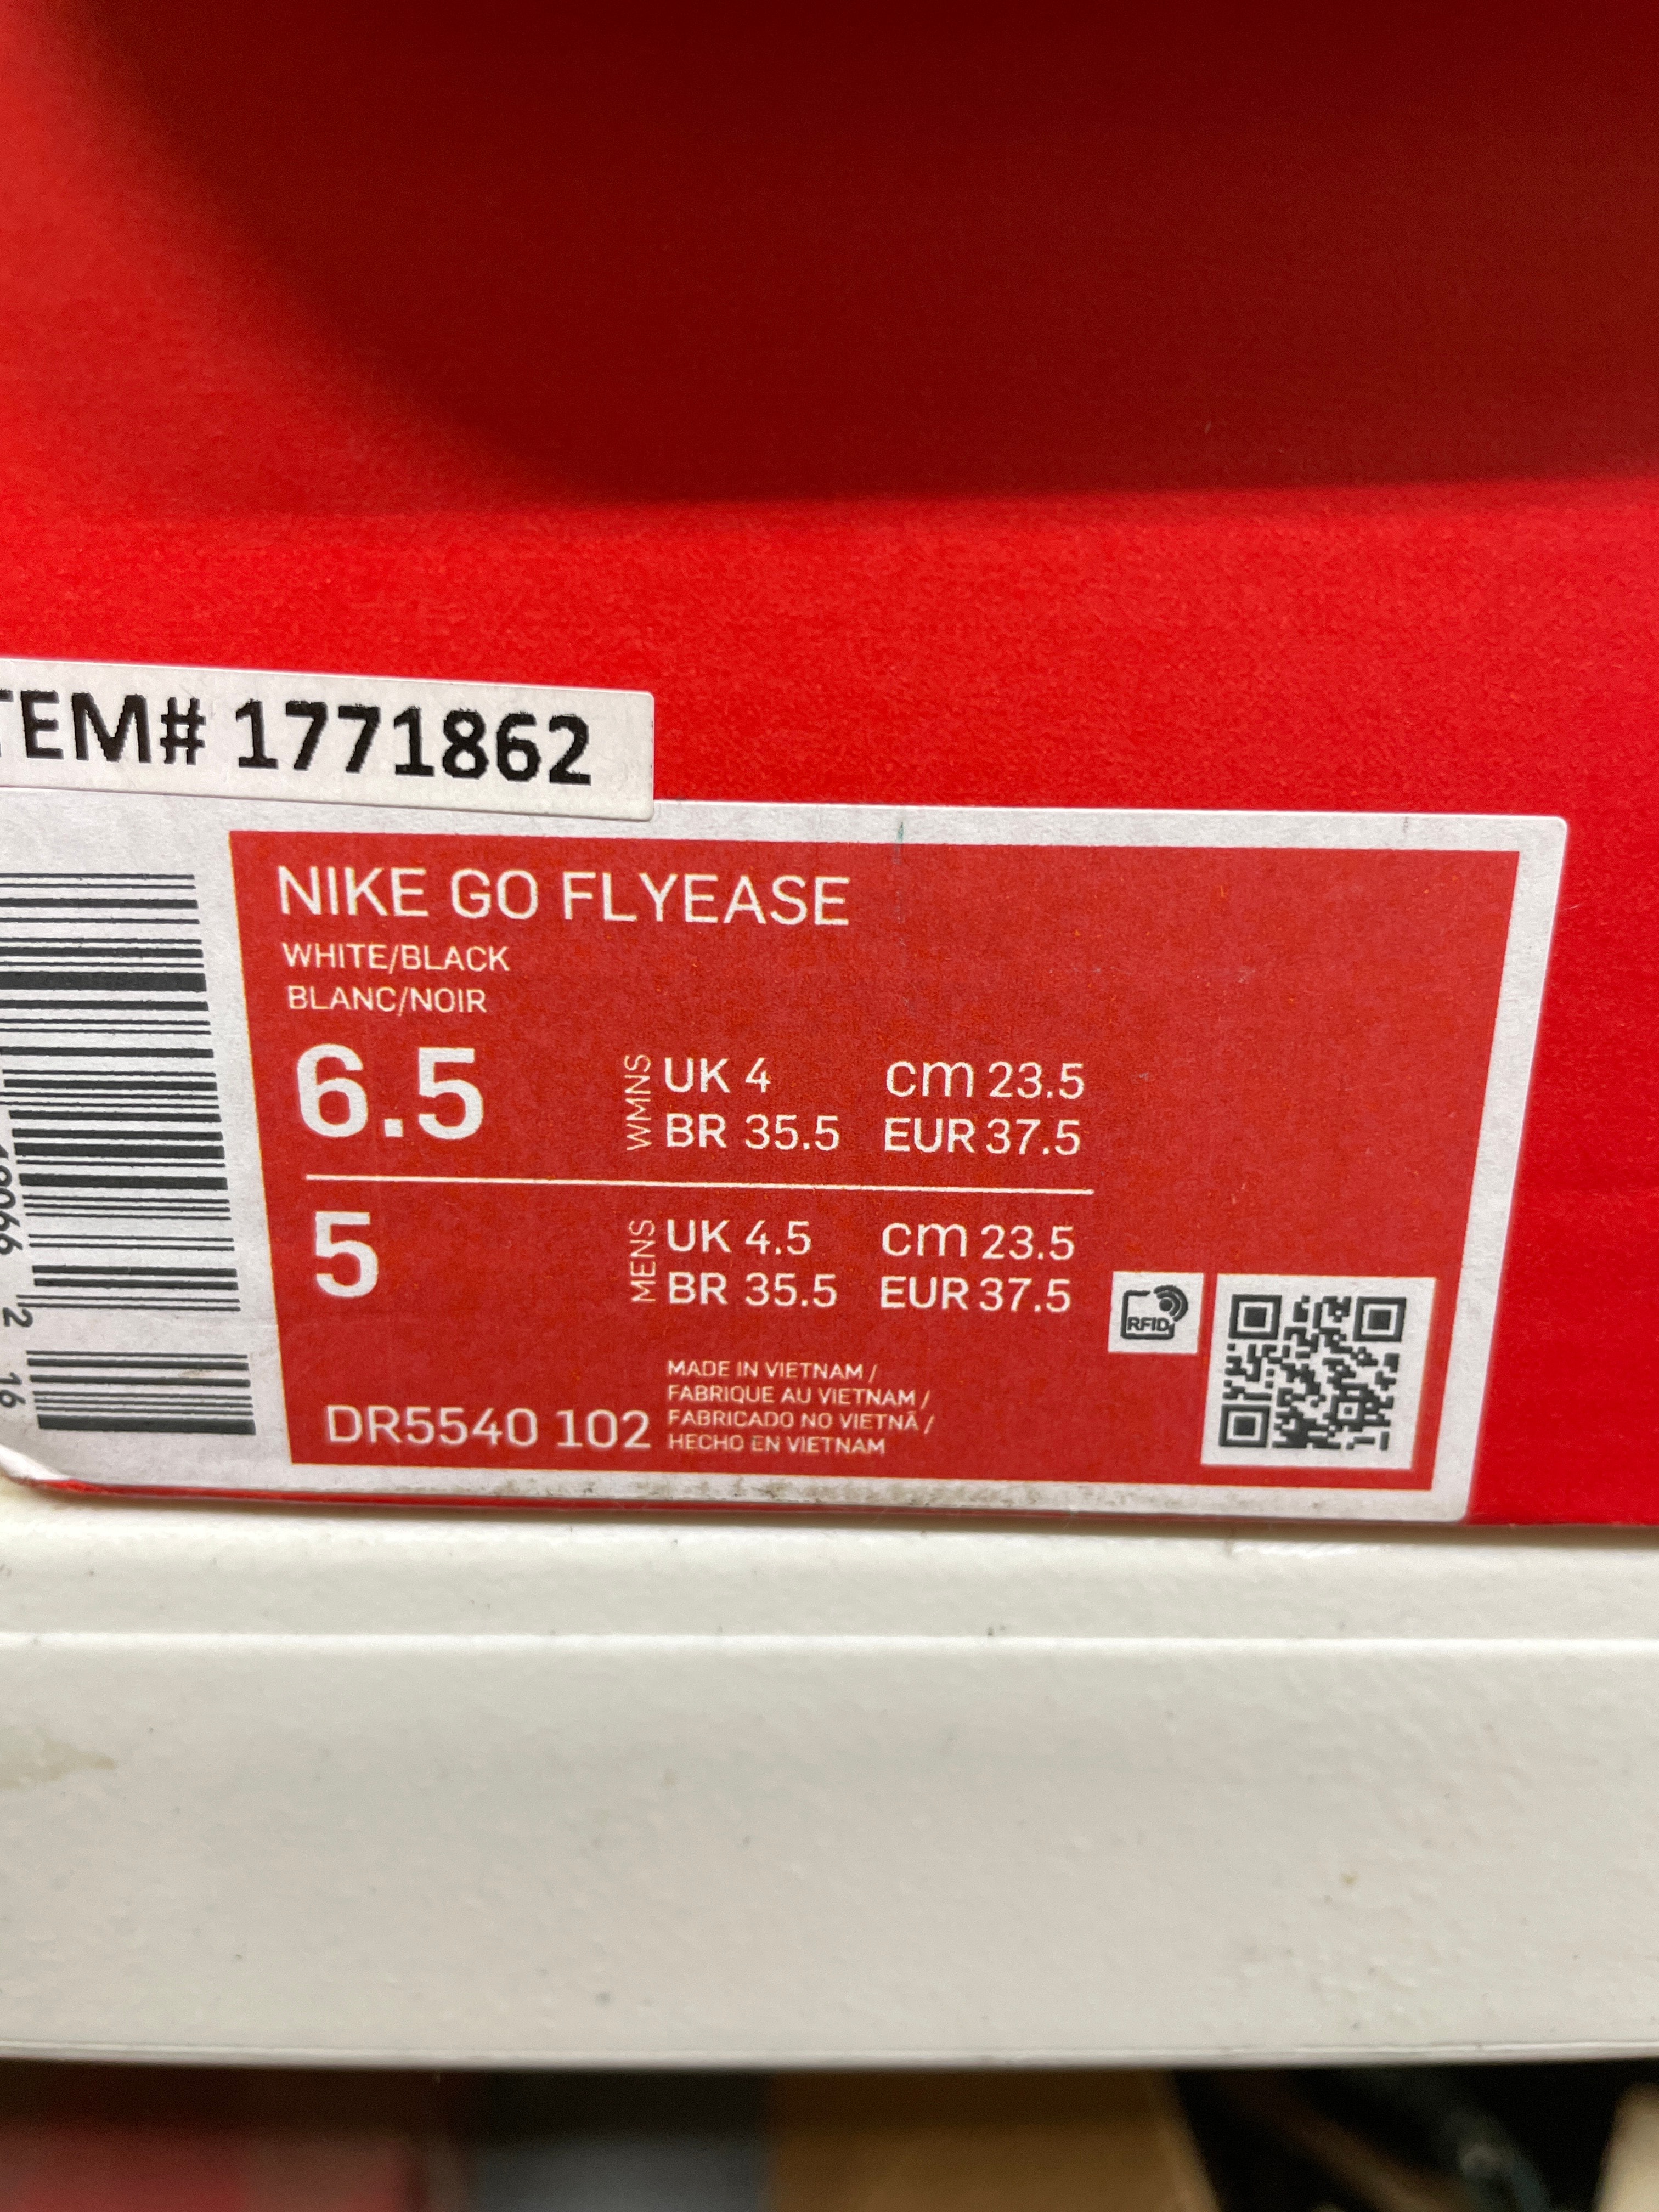 TEM# 1771862
NIKE GO FLYEASE
WHITE/BLACK
BLANC/NOIR
6.5 WMNS UK 4 cm 23.5
BR 35.5 EUR 37.5
5 MENS UK 4.5 cm 23.5
BR 35.5 EUR 37.5
RFID
MADE IN VIETNAM /
FABRIQUE AU VIETNAM /
DR5540 102 FABRICADO NO VIETNÃ /
HECHO EN VIETNAM
2
16